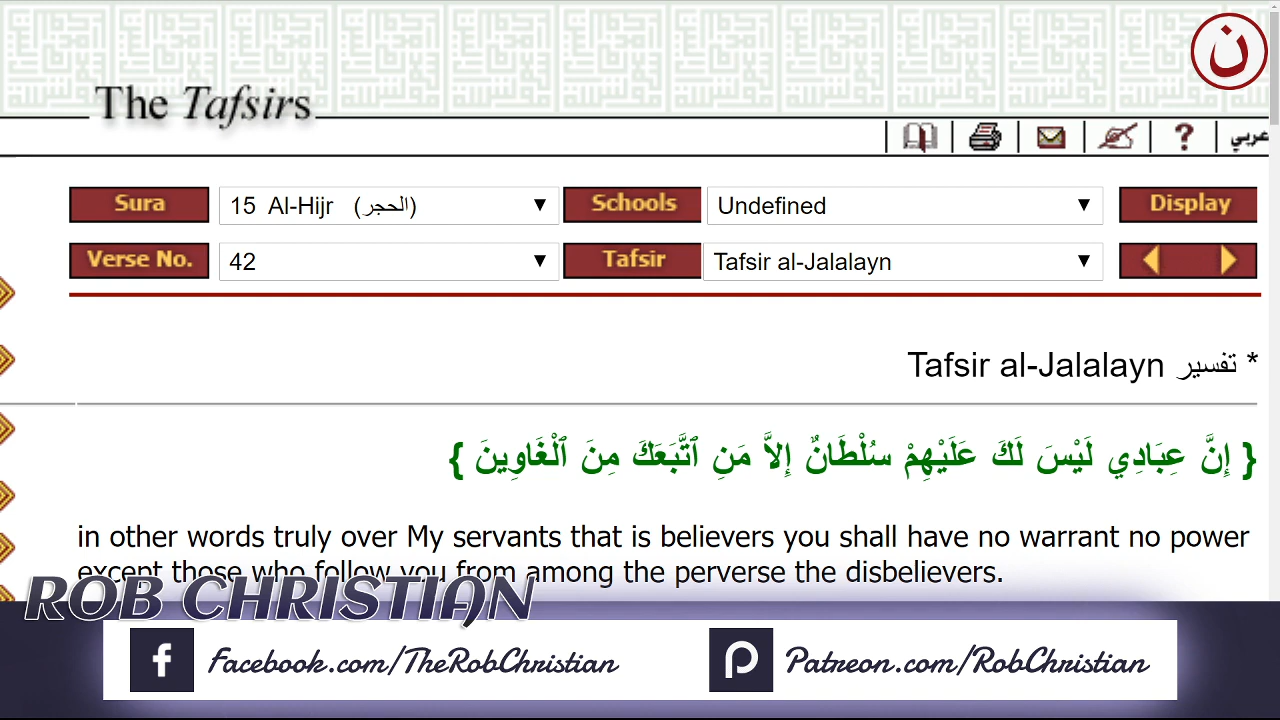 ن
The Tafsirs
? عربي
Sura 15 Al-Hijr (الحجر) Schools Undefined Display
Verse No. 42 Tafsir Tafsir al-Jalalayn
* تفسير Tafsir al-Jalalayn
{ إِنَّ عِبَادِي لَيْسَ لَكَ عَلَيْهِمْ سُلْطَانٌ إِلاَّ مَنِ ٱتَّبَعَكَ مِنَ ٱلْغَاوِينَ }
in other words truly over My servants that is believers you shall have no warrant no power
except those who follow you from among the perverse the disbelievers.
ROB CHRISTIAN
f Facebook.com/TheRobChristian Patreon.com/RobChristian